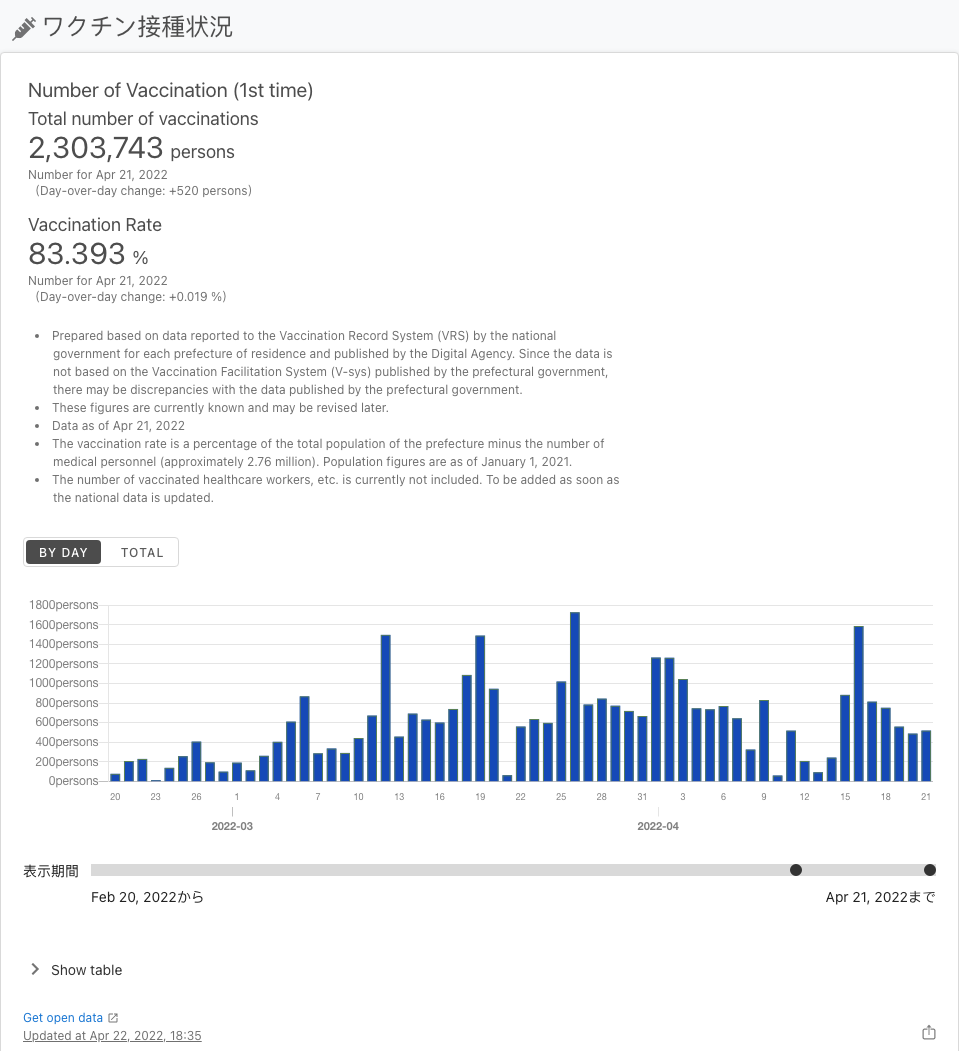 ワクチン接種状況
Number of Vaccination (1st time)
Total number of vaccinations
2,303,743 persons
Number for Apr 21, 2022
(Day-over-day change: +520 persons)
Vaccination Rate
83.393 %
Number for Apr 21, 2022
(Day-over-day change: +0.019 %)
• Prepared based on data reported to the Vaccination Record System (VRS) by the national
government for each prefecture of residence and published by the Digital Agency. Since the data is
not based on the Vaccination Facilitation System (V-sys) published by the prefectural government,
there may be discrepancies with the data published by the prefectural government.
• These figures are currently known and may be revised later.
• Data as of Apr 21, 2022
• The vaccination rate is a percentage of the total population of the prefecture minus the number of
medical personnel (approximately 2.76 million). Population figures are as of January 1, 2021.
• The number of vaccinated healthcare workers, etc. is currently not included. To be added as soon as
the national data is updated.
BY DAY TOTAL
1800persons
1600persons
1400persons
1200persons
1000persons
800persons
600persons
400persons
200persons
0persons
20 23 26 1 4 7 10 13 16 19 22 25 28 31 3 6 9 12 15 18 21
2022-03 2022-04
表示期間
Feb 20, 2022から Apr 21, 2022まで
Show table
Get open data
Updated at Apr 22, 2022, 18:35